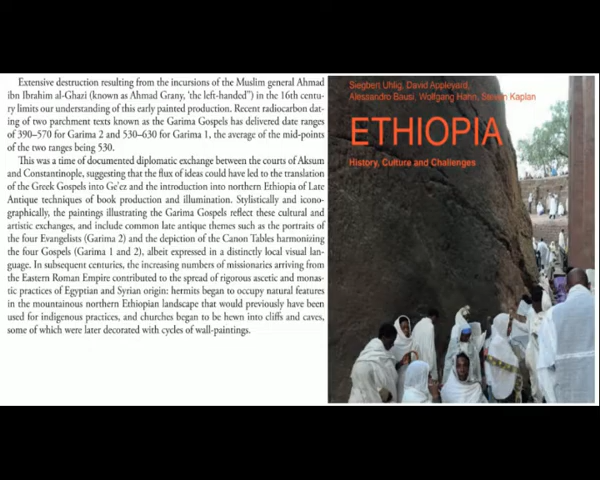 Extensive destruction resulting from the incursions of the Muslim general Ahmad
ibn Ibrahim al-Ghazi (known as Ahmad Grany, 'the left-handed") in the 16th centu-
ry limits our understanding of this early painted production. Recent radiocarbon dat-
ing of two parchment texts known as the Garima Gospels has delivered date ranges
of 390–570 for Garima 2 and 530–630 for Garima 1, the average of the mid-points
of the two ranges being 530.
This was a time of documented diplomatic exchange between the courts of Aksum
and Constantinople, suggesting that the flux of ideas could have led to the translation
of the Greek Gospels into Ge'ez and the introduction into northern Ethiopia of Late
Antique techniques of book production and illumination. Stylistically and icono-
graphically, the paintings illustrating the Garima Gospels reflect these cultural and
artistic exchanges, and include common late antique themes such as the portraits of
the four Evangelists (Garima 2) and the depiction of the Canon Tables harmonizing
the four Gospels (Garima 1 and 2), albeit expressed in a distinctly local visual lan-
guage. In subsequent centuries, the increasing numbers of missionaries arriving from
the Eastern Roman Empire contributed to the spread of rigorous ascetic and monas-
tic practices of Egyptian and Syrian origin: hermits began to occupy natural features
in the mountainous northern Ethiopian landscape that would previously have been
used for indigenous practices, and churches began to be hewn into cliffs and caves,
some of which were later decorated with cycles of wall-paintings.
Siegbert Uhlig, David Appleyard,
Alessandro Bausi, Wolfgang Hahn, Steven Kaplan
ETHIOPIA
History, Culture and Challenges